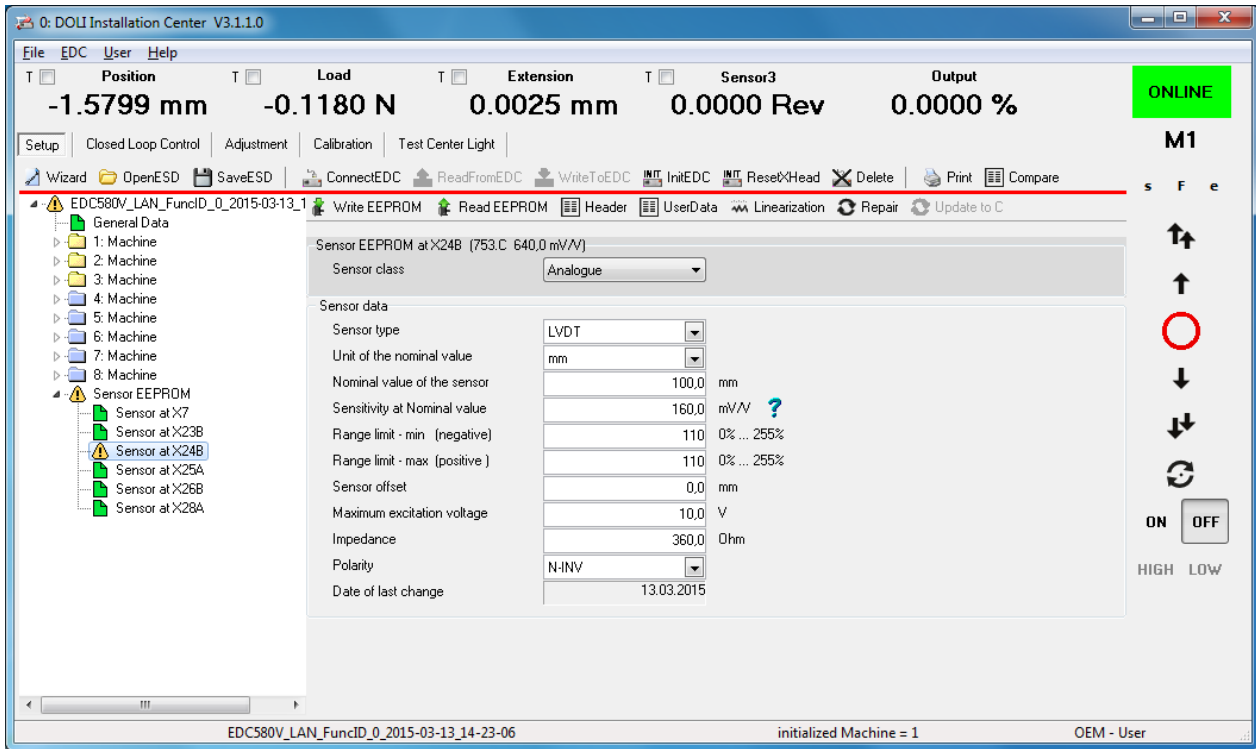 0: DOLI Installation Center V3.1.1.0
File EDC User Help
T Position T Load T Extension T Sensor3 Output
-1.5799 mm -0.1180 N 0.0025 mm 0.0000 Rev 0.0000 %
ONLINE
M1
Setup Closed Loop Control Adjustment Calibration Test Center Light
Wizard OpenESD SaveESD ConnectEDC ReadFromEDC WriteToEDC INIT InitEDC INIT ResetXHead Delete Print Compare
s F e
EDC580V_LAN_FuncID_0_2015-03-13_1
General Data
1: Machine
2: Machine
3: Machine
4: Machine
5: Machine
6: Machine
7: Machine
8: Machine
Sensor EEPROM
Sensor at X7
Sensor at X23B
Sensor at X24B
Sensor at X25A
Sensor at X26B
Sensor at X28A
Write EEPROM Read EEPROM Header UserData Linearization Repair Update to C
Sensor EEPROM at X24B (753.C 640,0 mV/V)
Sensor class Analogue
Sensor data
Sensor type LVDT
Unit of the nominal value mm
Nominal value of the sensor 100,0 mm
Sensitivity at Nominal value 160,0 mV/V ?
Range limit - min (negative) 110 0% ... 255%
Range limit - max (positive ) 110 0% ... 255%
Sensor offset 0,0 mm
Maximum excitation voltage 10,0 V
Impedance 360,0 Ohm
Polarity N-INV
Date of last change 13.03.2015
ON OFF
HIGH LOW
EDC580V_LAN_FuncID_0_2015-03-13_14-23-06 initialized Machine = 1 OEM - User